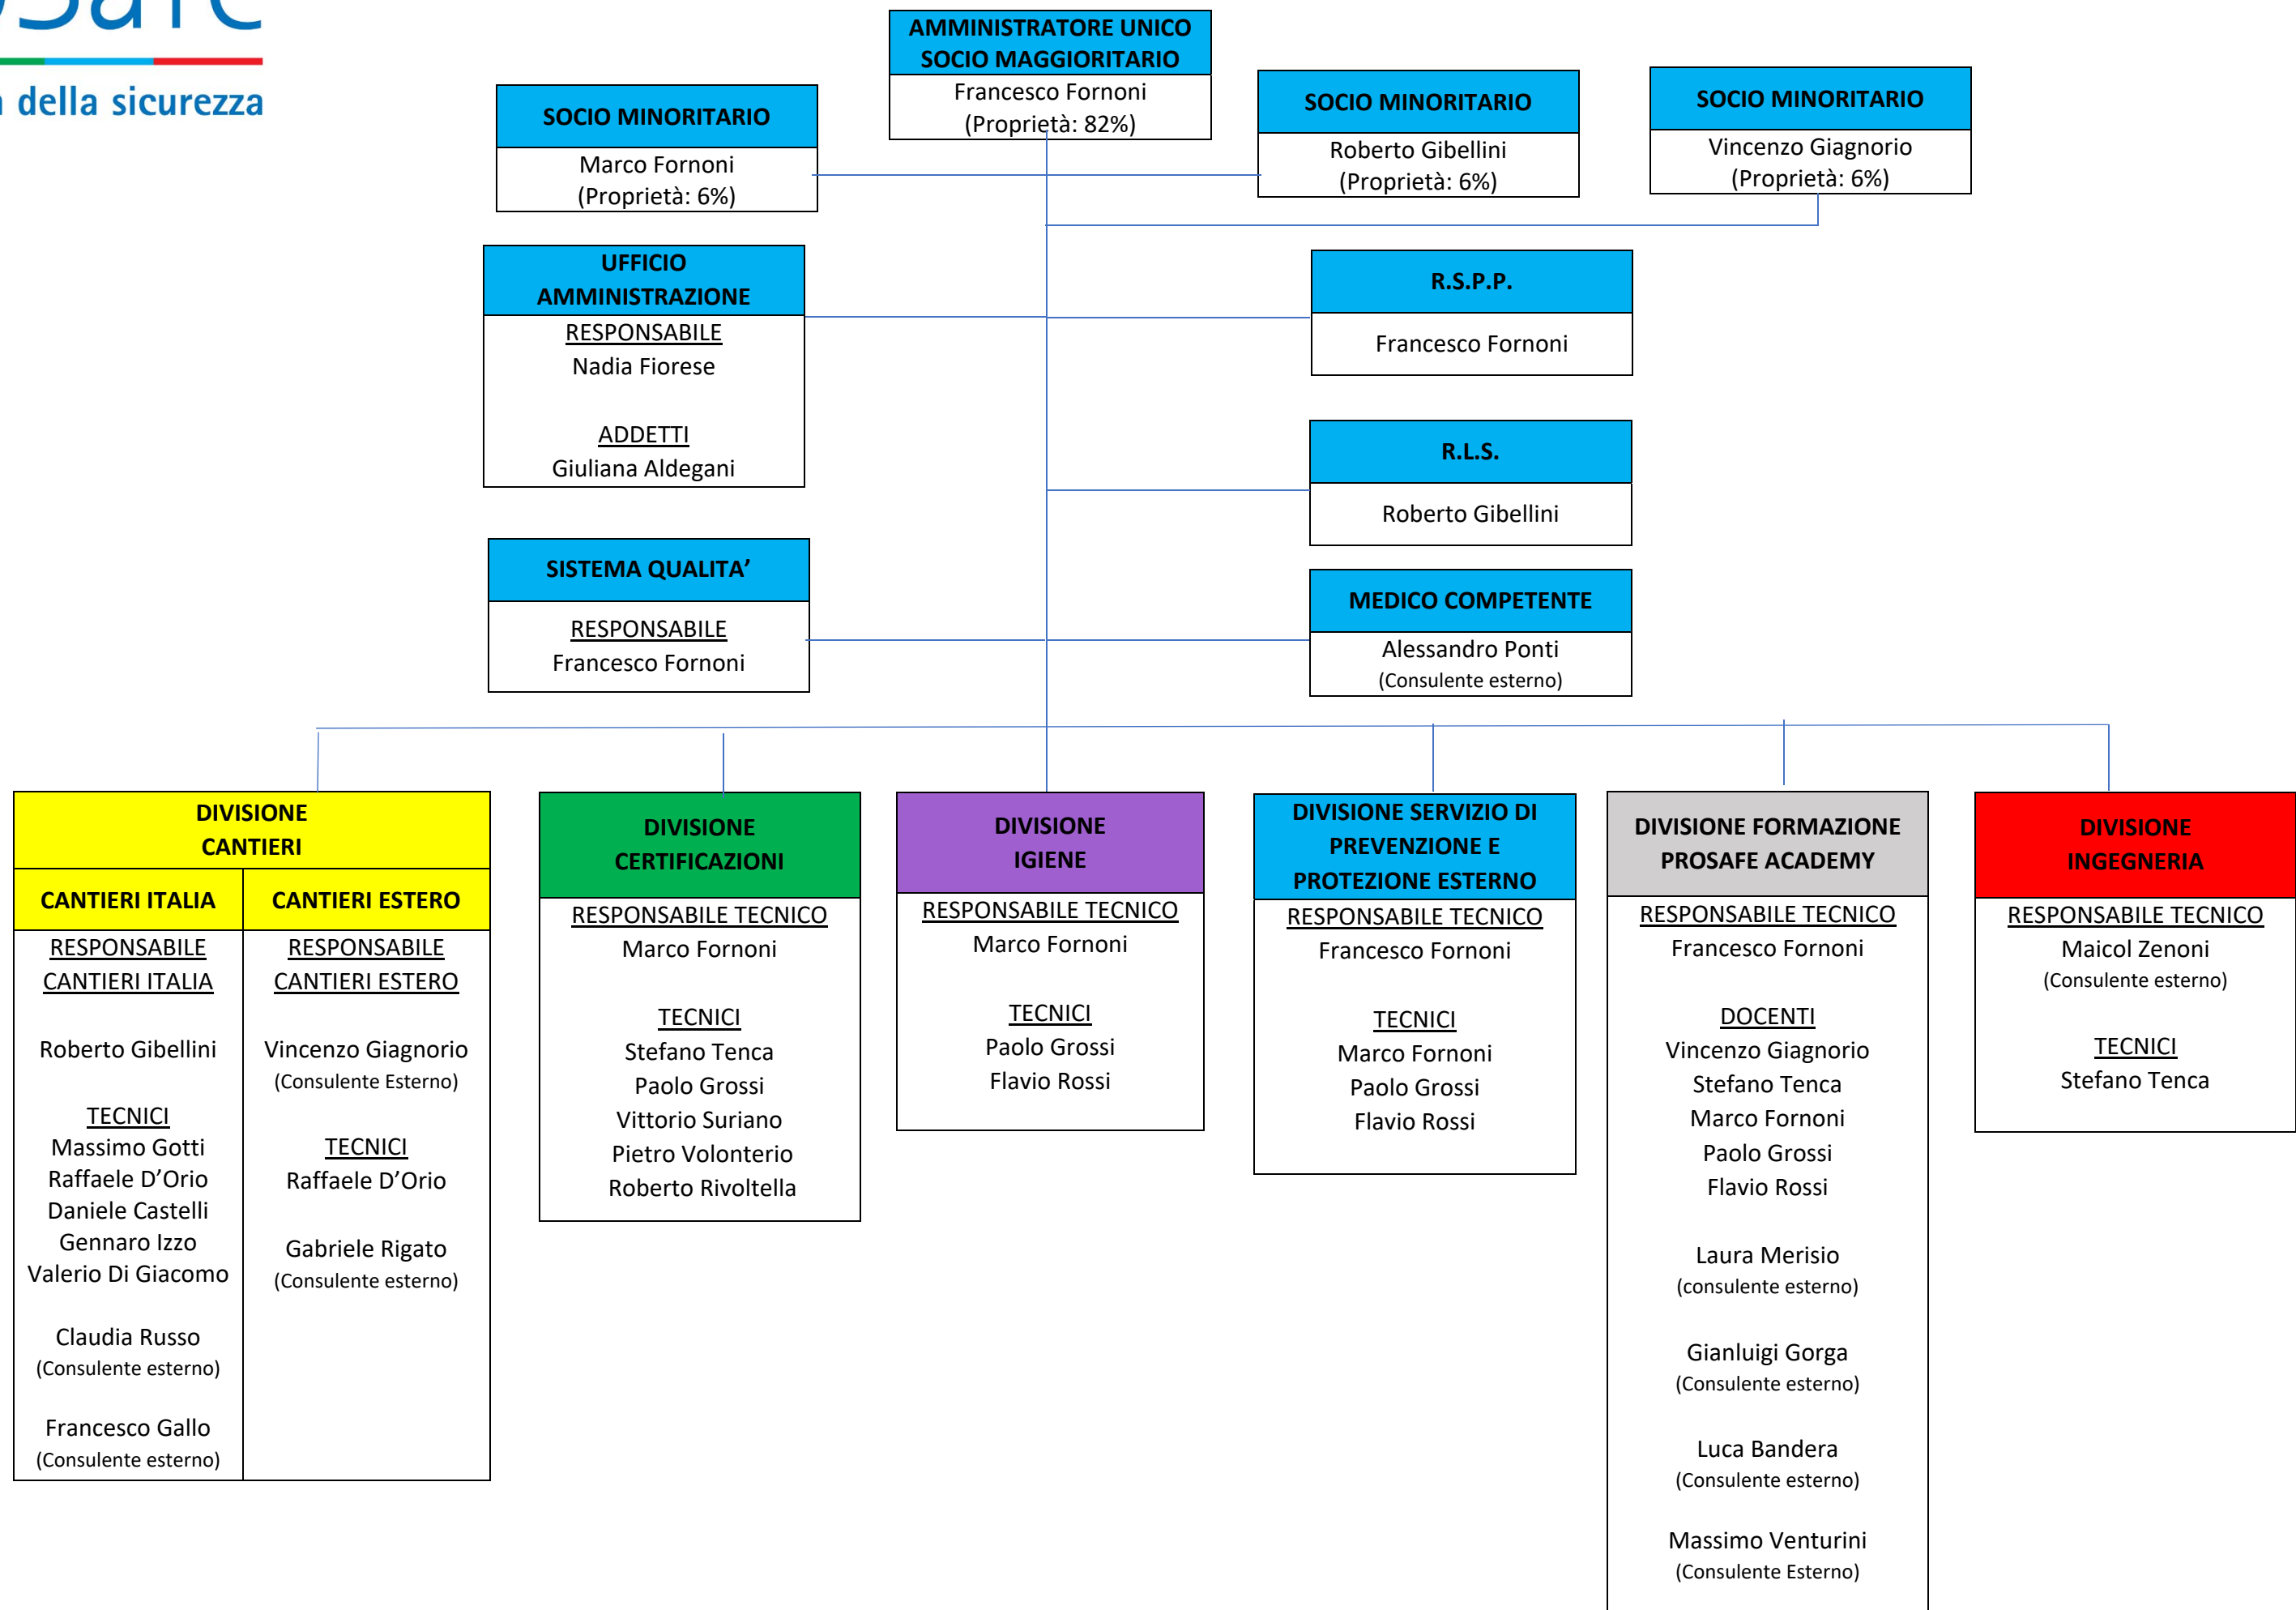 della sicurezza
AMMINISTRATORE UNICO
SOCIO MAGGIORITARIO
Francesco Fornoni
(Proprietà: 82%)
SOCIO MINORITARIO
Marco Fornoni
(Proprietà: 6%)
SOCIO MINORITARIO
Roberto Gibellini
(Proprietà: 6%)
SOCIO MINORITARIO
Vincenzo Giagnorio
(Proprietà: 6%)
UFFICIO
AMMINISTRAZIONE
RESPONSABILE
Nadia Fiorese
ADDETTI
Giuliana Aldegani
R.S.P.P.
Francesco Fornoni
R.L.S.
Roberto Gibellini
SISTEMA QUALITA’
RESPONSABILE
Francesco Fornoni
MEDICO COMPETENTE
Alessandro Ponti
(Consulente esterno)
DIVISIONE
CANTIERI
CANTIERI ITALIA
RESPONSABILE
CANTIERI ITALIA
Roberto Gibellini
TECNICI
Massimo Gotti
Raffaele D’Orio
Daniele Castelli
Gennaro Izzo
Valerio Di Giacomo
Claudia Russo
(Consulente esterno)
Francesco Gallo
(Consulente esterno)
CANTIERI ESTERO
RESPONSABILE
CANTIERI ESTERO
Vincenzo Giagnorio
(Consulente Esterno)
TECNICI
Raffaele D’Orio
Gabriele Rigato
(Consulente esterno)
DIVISIONE
CERTIFICAZIONI
RESPONSABILE TECNICO
Marco Fornoni
TECNICI
Stefano Tenca
Paolo Grossi
Vittorio Suriano
Pietro Volonterio
Roberto Rivoltella
DIVISIONE
IGIENE
RESPONSABILE TECNICO
Marco Fornoni
TECNICI
Paolo Grossi
Flavio Rossi
DIVISIONE SERVIZIO DI
PREVENZIONE E
PROTEZIONE ESTERNO
RESPONSABILE TECNICO
Francesco Fornoni
TECNICI
Marco Fornoni
Paolo Grossi
Flavio Rossi
DIVISIONE FORMAZIONE
PROSAFE ACADEMY
RESPONSABILE TECNICO
Francesco Fornoni
DOCENTI
Vincenzo Giagnorio
Stefano Tenca
Marco Fornoni
Paolo Grossi
Flavio Rossi
Laura Merisio
(consulente esterno)
Gianluigi Gorga
(Consulente esterno)
Luca Bandera
(Consulente esterno)
Massimo Venturini
(Consulente Esterno)
DIVISIONE
INGEGNERIA
RESPONSABILE TECNICO
Maicol Zenoni
(Consulente esterno)
TECNICI
Stefano Tenca